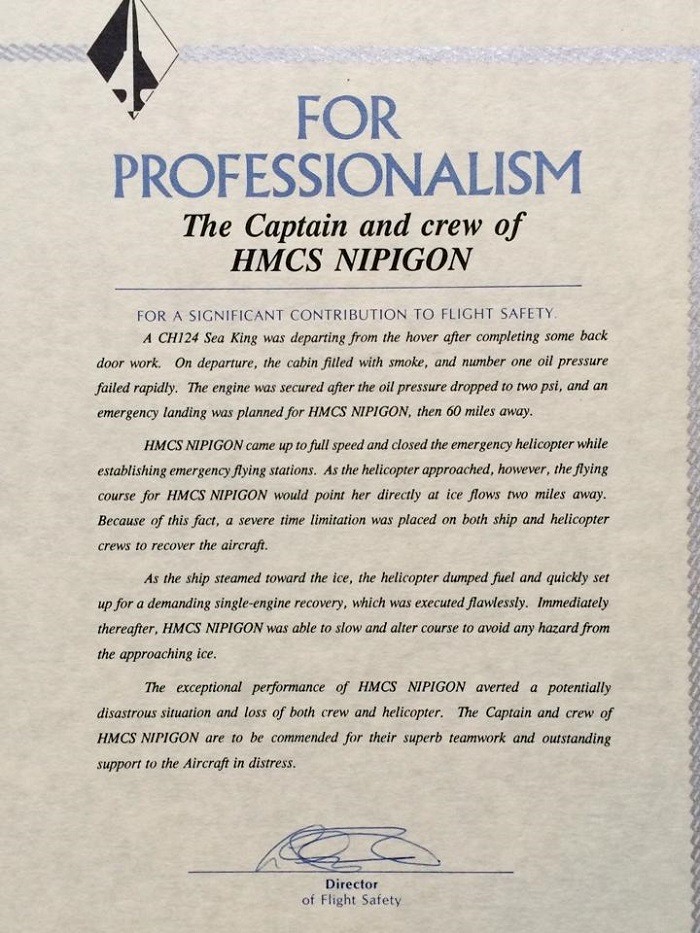 FOR
PROFESSIONALISM
The Captain and crew of
HMCS NIPIGON
FOR A SIGNIFICANT CONTRIBUTION TO FLIGHT SAFETY.
A CH124 Sea King was departing from the hover after completing some back
door work. On departure, the cabin filled with smoke, and number one oil pressure
failed rapidly. The engine was secured after the oil pressure dropped to two psi, and an
emergency landing was planned for HMCS NIPIGON, then 60 miles away.
HMCS NIPIGON came up to full speed and closed the emergency helicopter while
establishing emergency flying stations. As the helicopter approached, however, the flying
course for HMCS NIPIGON would point her directly at ice flows two miles away.
Because of this fact, a severe time limitation was placed on both ship and helicopter
crews to recover the aircraft.
As the ship steamed toward the ice, the helicopter dumped fuel and quickly set
up for a demanding single-engine recovery, which was executed flawlessly. Immediately
thereafter, HMCS NIPIGON was able to slow and alter course to avoid any hazard from
the approaching ice.
The exceptional performance of HMCS NIPIGON averted a potentially
disastrous situation and loss of both crew and helicopter. The Captain and crew of
HMCS NIPIGON are to be commended for their superb teamwork and outstanding
support to the Aircraft in distress.
Director
of Flight Safety